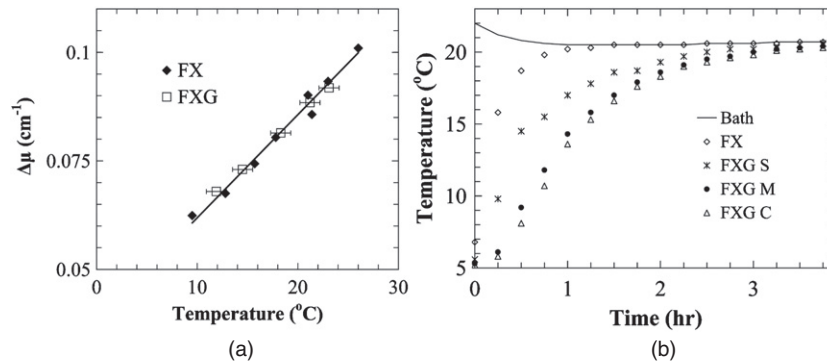 (a)
(b)
0.1
0.075
0.05
Δμ (cm⁻¹)
FX
FXG
0
10
20
30
Temperature (°C)
(a)
20
15
10
5
Temperature (°C)
Bath
FX
FXG S
FXG M
FXG C
0
1
2
3
Time (hr)
(b)